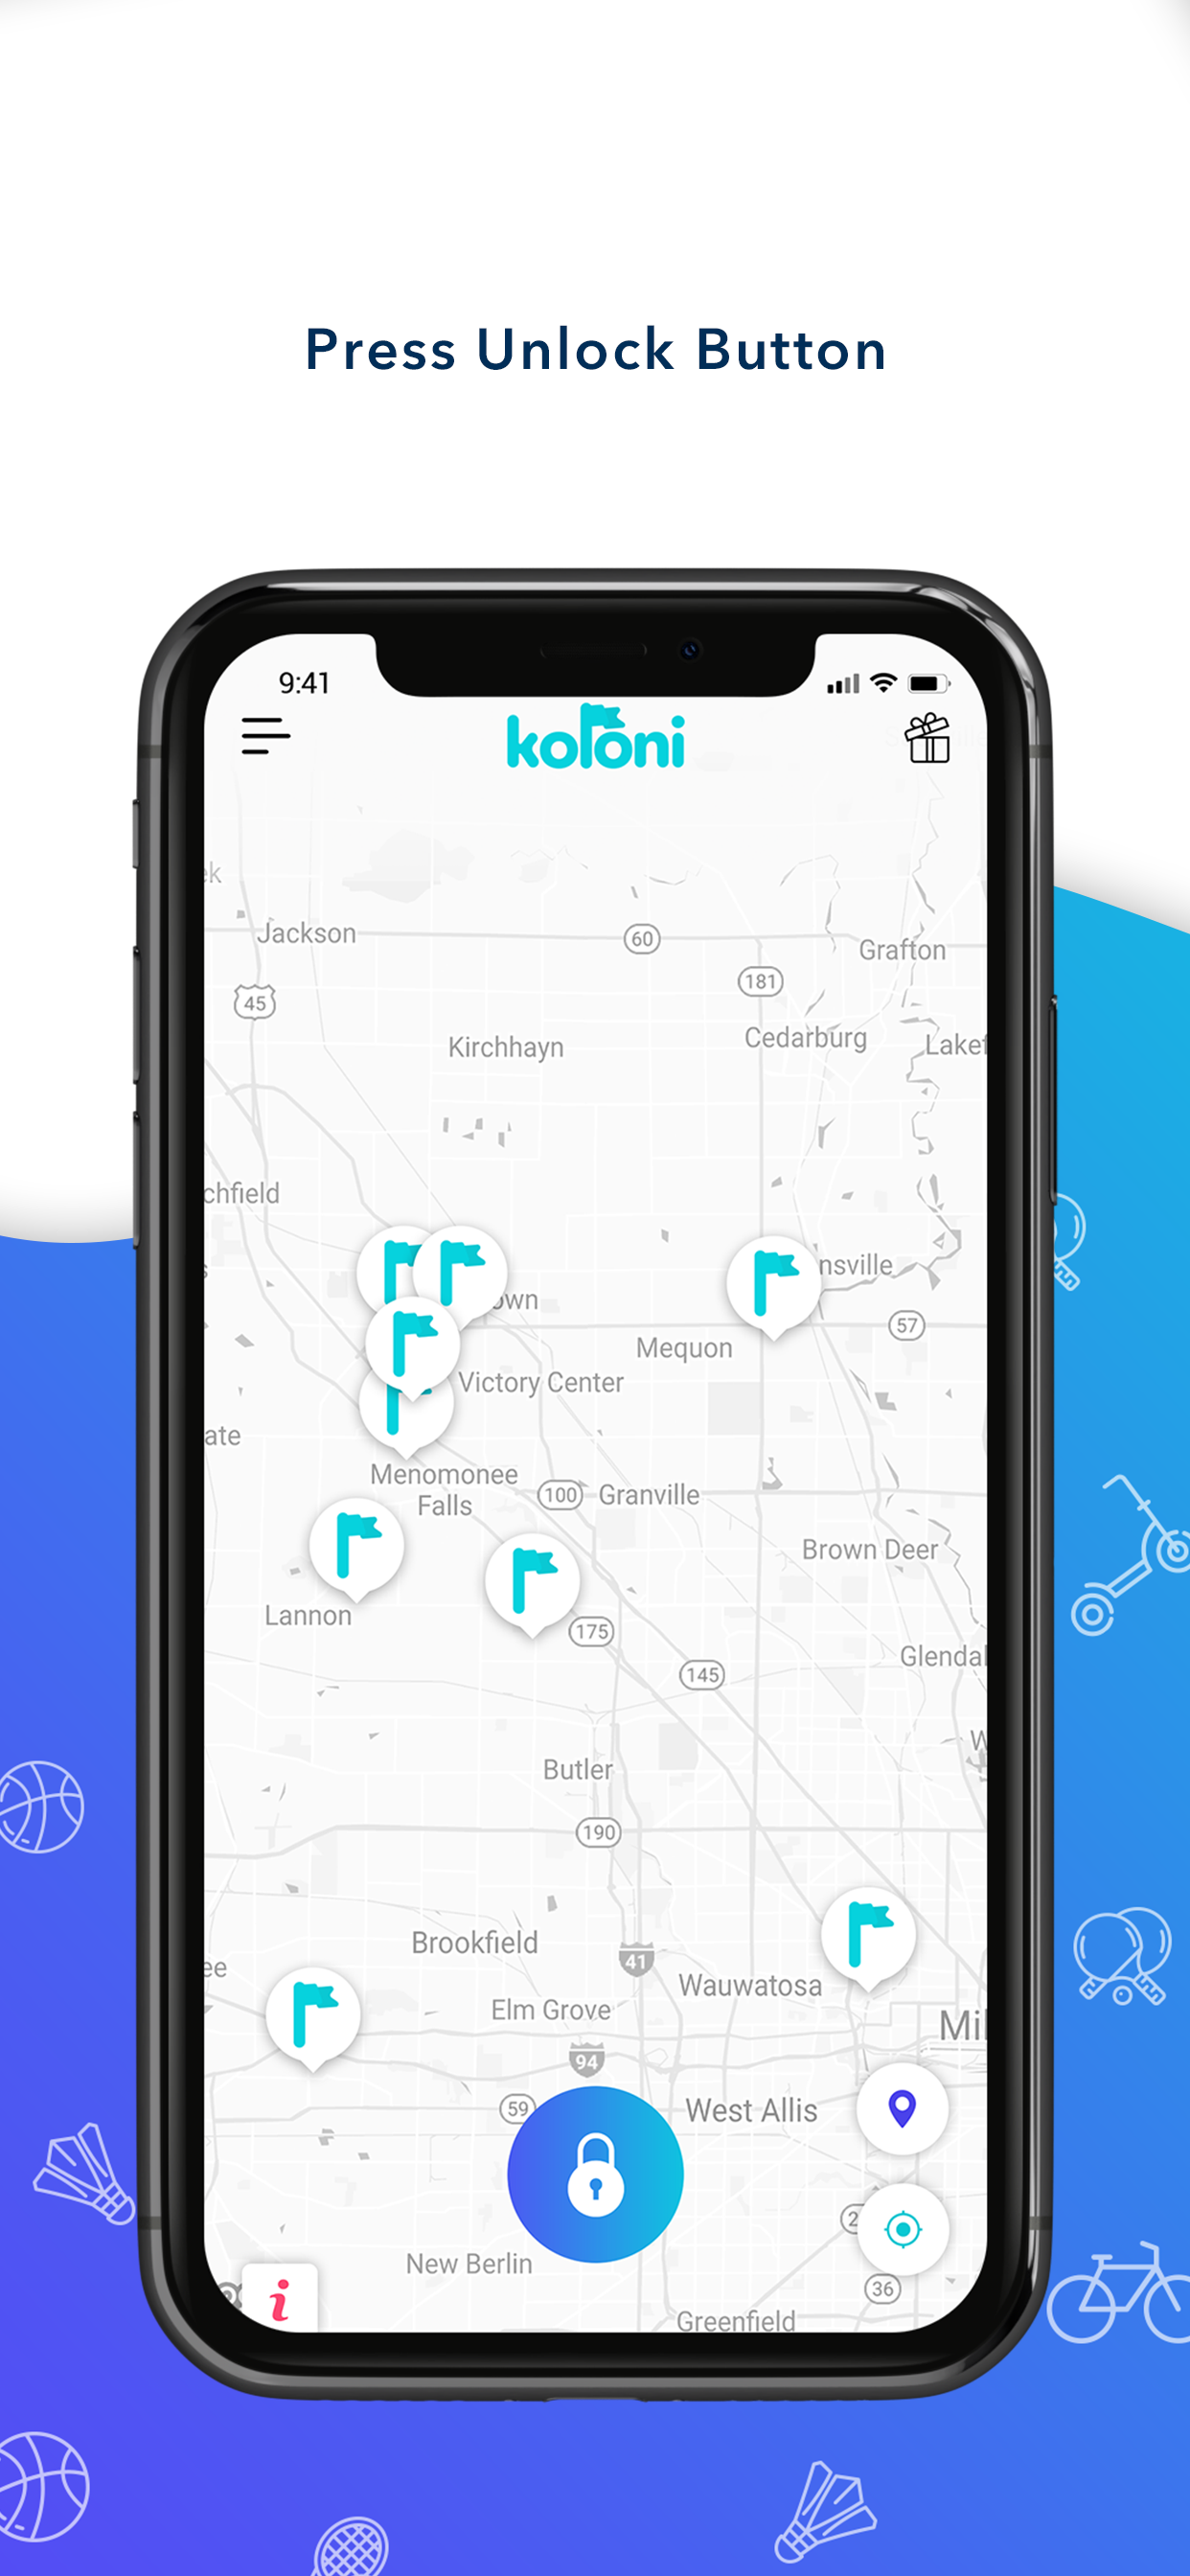 Press Unlock Button
9:41
koloni
ek
Jackson
60
Grafton
181
45
Cedarburg
Kirchhayn
Lakef
chfield
nsville
own
57
Mequon
Victory Center
ate
Menomonee
Falls
100
Granville
Brown Deer
Lannon
175
Glendal
145
W
Butler
190
Brookfield
41
ee
Wauwatosa
Elm Grove
Mil
94
59
West Allis
2
New Berlin
36
i
Greenfield